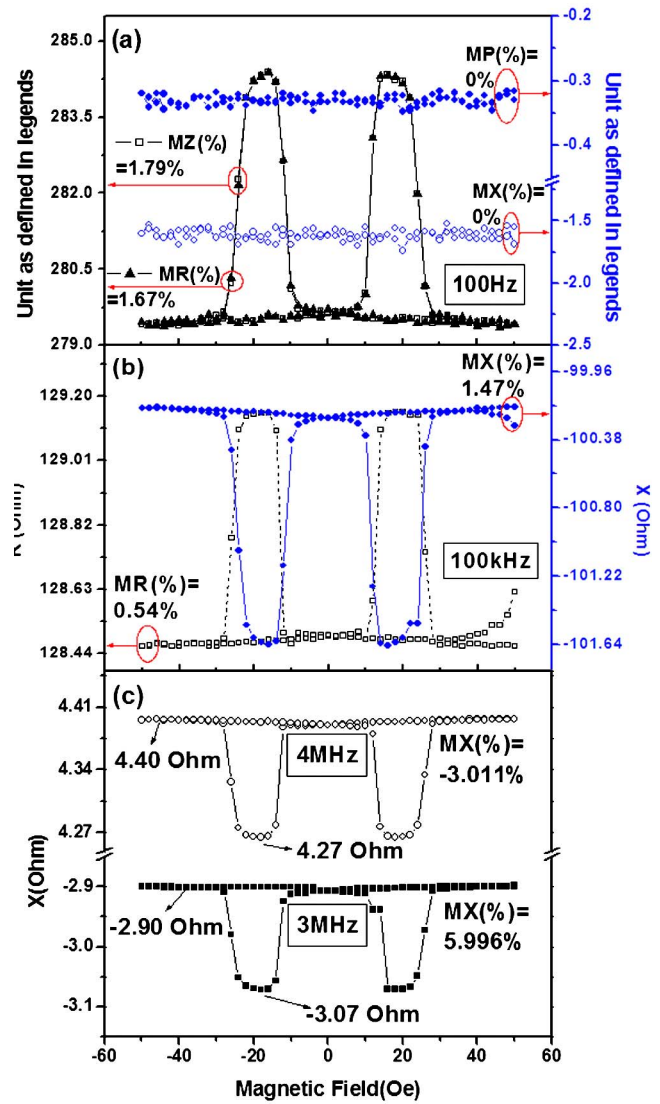 (a)
285.0
283.5
282.0
280.5
279.0
Unit as defined in legends
MZ(%)
=1.79%
MR(%)
=1.67%
MP(%)=
0%
MX(%)=
0%
100Hz
-0.2
-0.3
-0.4
-1.5
-2.0
-2.5
Unit as defined in legends
(b)
129.20
129.01
128.82
128.63
128.44
R (Ohm)
MX(%)=
1.47%
MR(%)=
0.54%
100kHz
-99.96
-100.38
-100.80
-101.22
-101.64
X (Ohm)
(c)
4.41
4.34
4.27
-2.9
-3.0
-3.1
X(Ohm)
4.40 Ohm
4MHz
MX(%)=
-3.011%
4.27 Ohm
-2.90 Ohm
3MHz
MX(%)=
5.996%
-3.07 Ohm
-60 -40 -20 0 20 40 60
Magnetic Field(Oe)